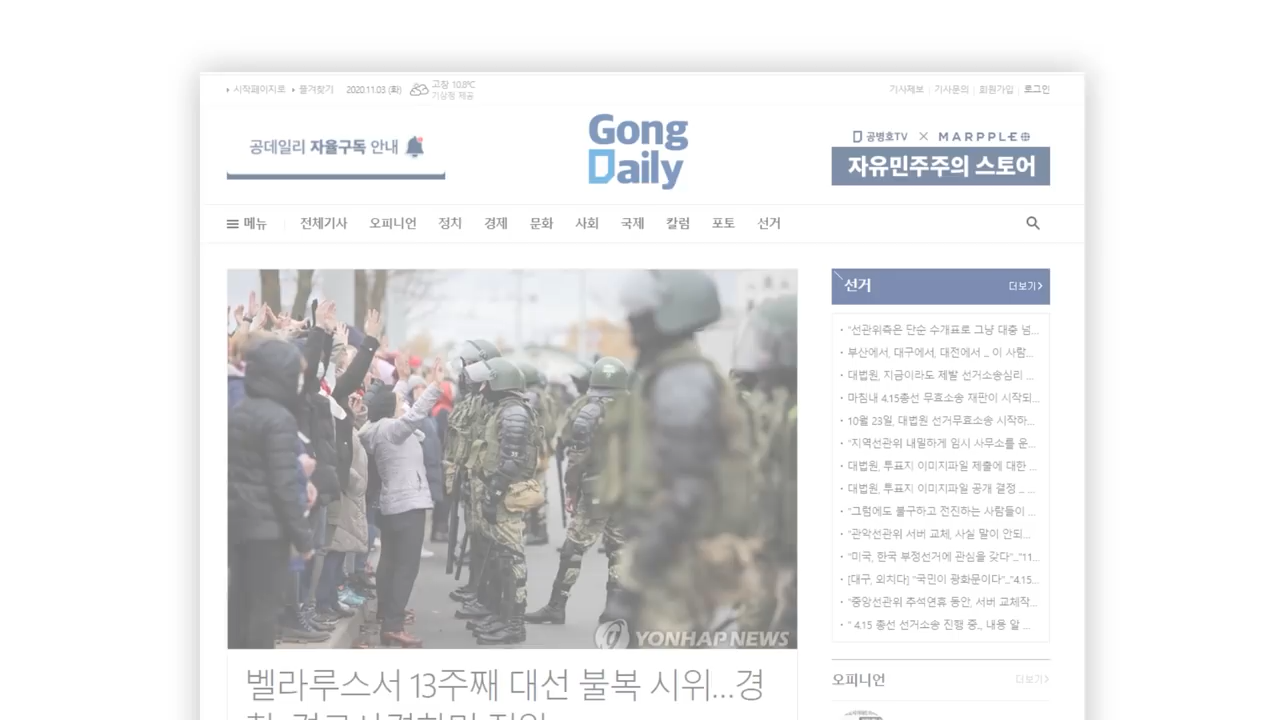 시작페이지로 즐겨찾기 2020.11.03 (화) 고창 10.8℃
기상청 제공
기사제보 기사문의 회원가입 로그인
공데일리 자율구독 안내
Gong
Daily
공병호TV × MARPPLE
자유민주주의 스토어
메뉴 전체기사 오피니언 정치 경제 문화 사회 국제 칼럼 포토 선거
YONHAP NEWS
벨라루스서 13주째 대선 불복 시위...경
선거 더보기
"선관위측은 단순 수개표로 그냥 대충 넘...
부산에서, 대구에서, 대전에서 ... 이 사람...
대법원, 지금이라도 제발 선거소송심리 ...
마침내 4.15총선 무효소송 재판이 시작되...
10월 23일, 대법원 선거무효소송 시작하...
"지역선관위 내밀하게 임시 사무소를 운...
대법원, 투표지 이미지파일 제출에 대한 ...
대법원, 투표지 이미지파일 공개 결정 ... ...
"그럼에도 불구하고 전진하는 사람들이 ...
"관악선관위 서버 교체, 사실 말이 안되...
"미국, 한국 부정선거에 관심을 갖다"..."11...
[대구, 외치다] "국민이 광화문이다"..."4.15...
"중앙선관위 추석연휴 동안, 서버 교체작...
" 4.15 총선 선거소송 진행 중... 내용 알 ...
오피니언 더보기